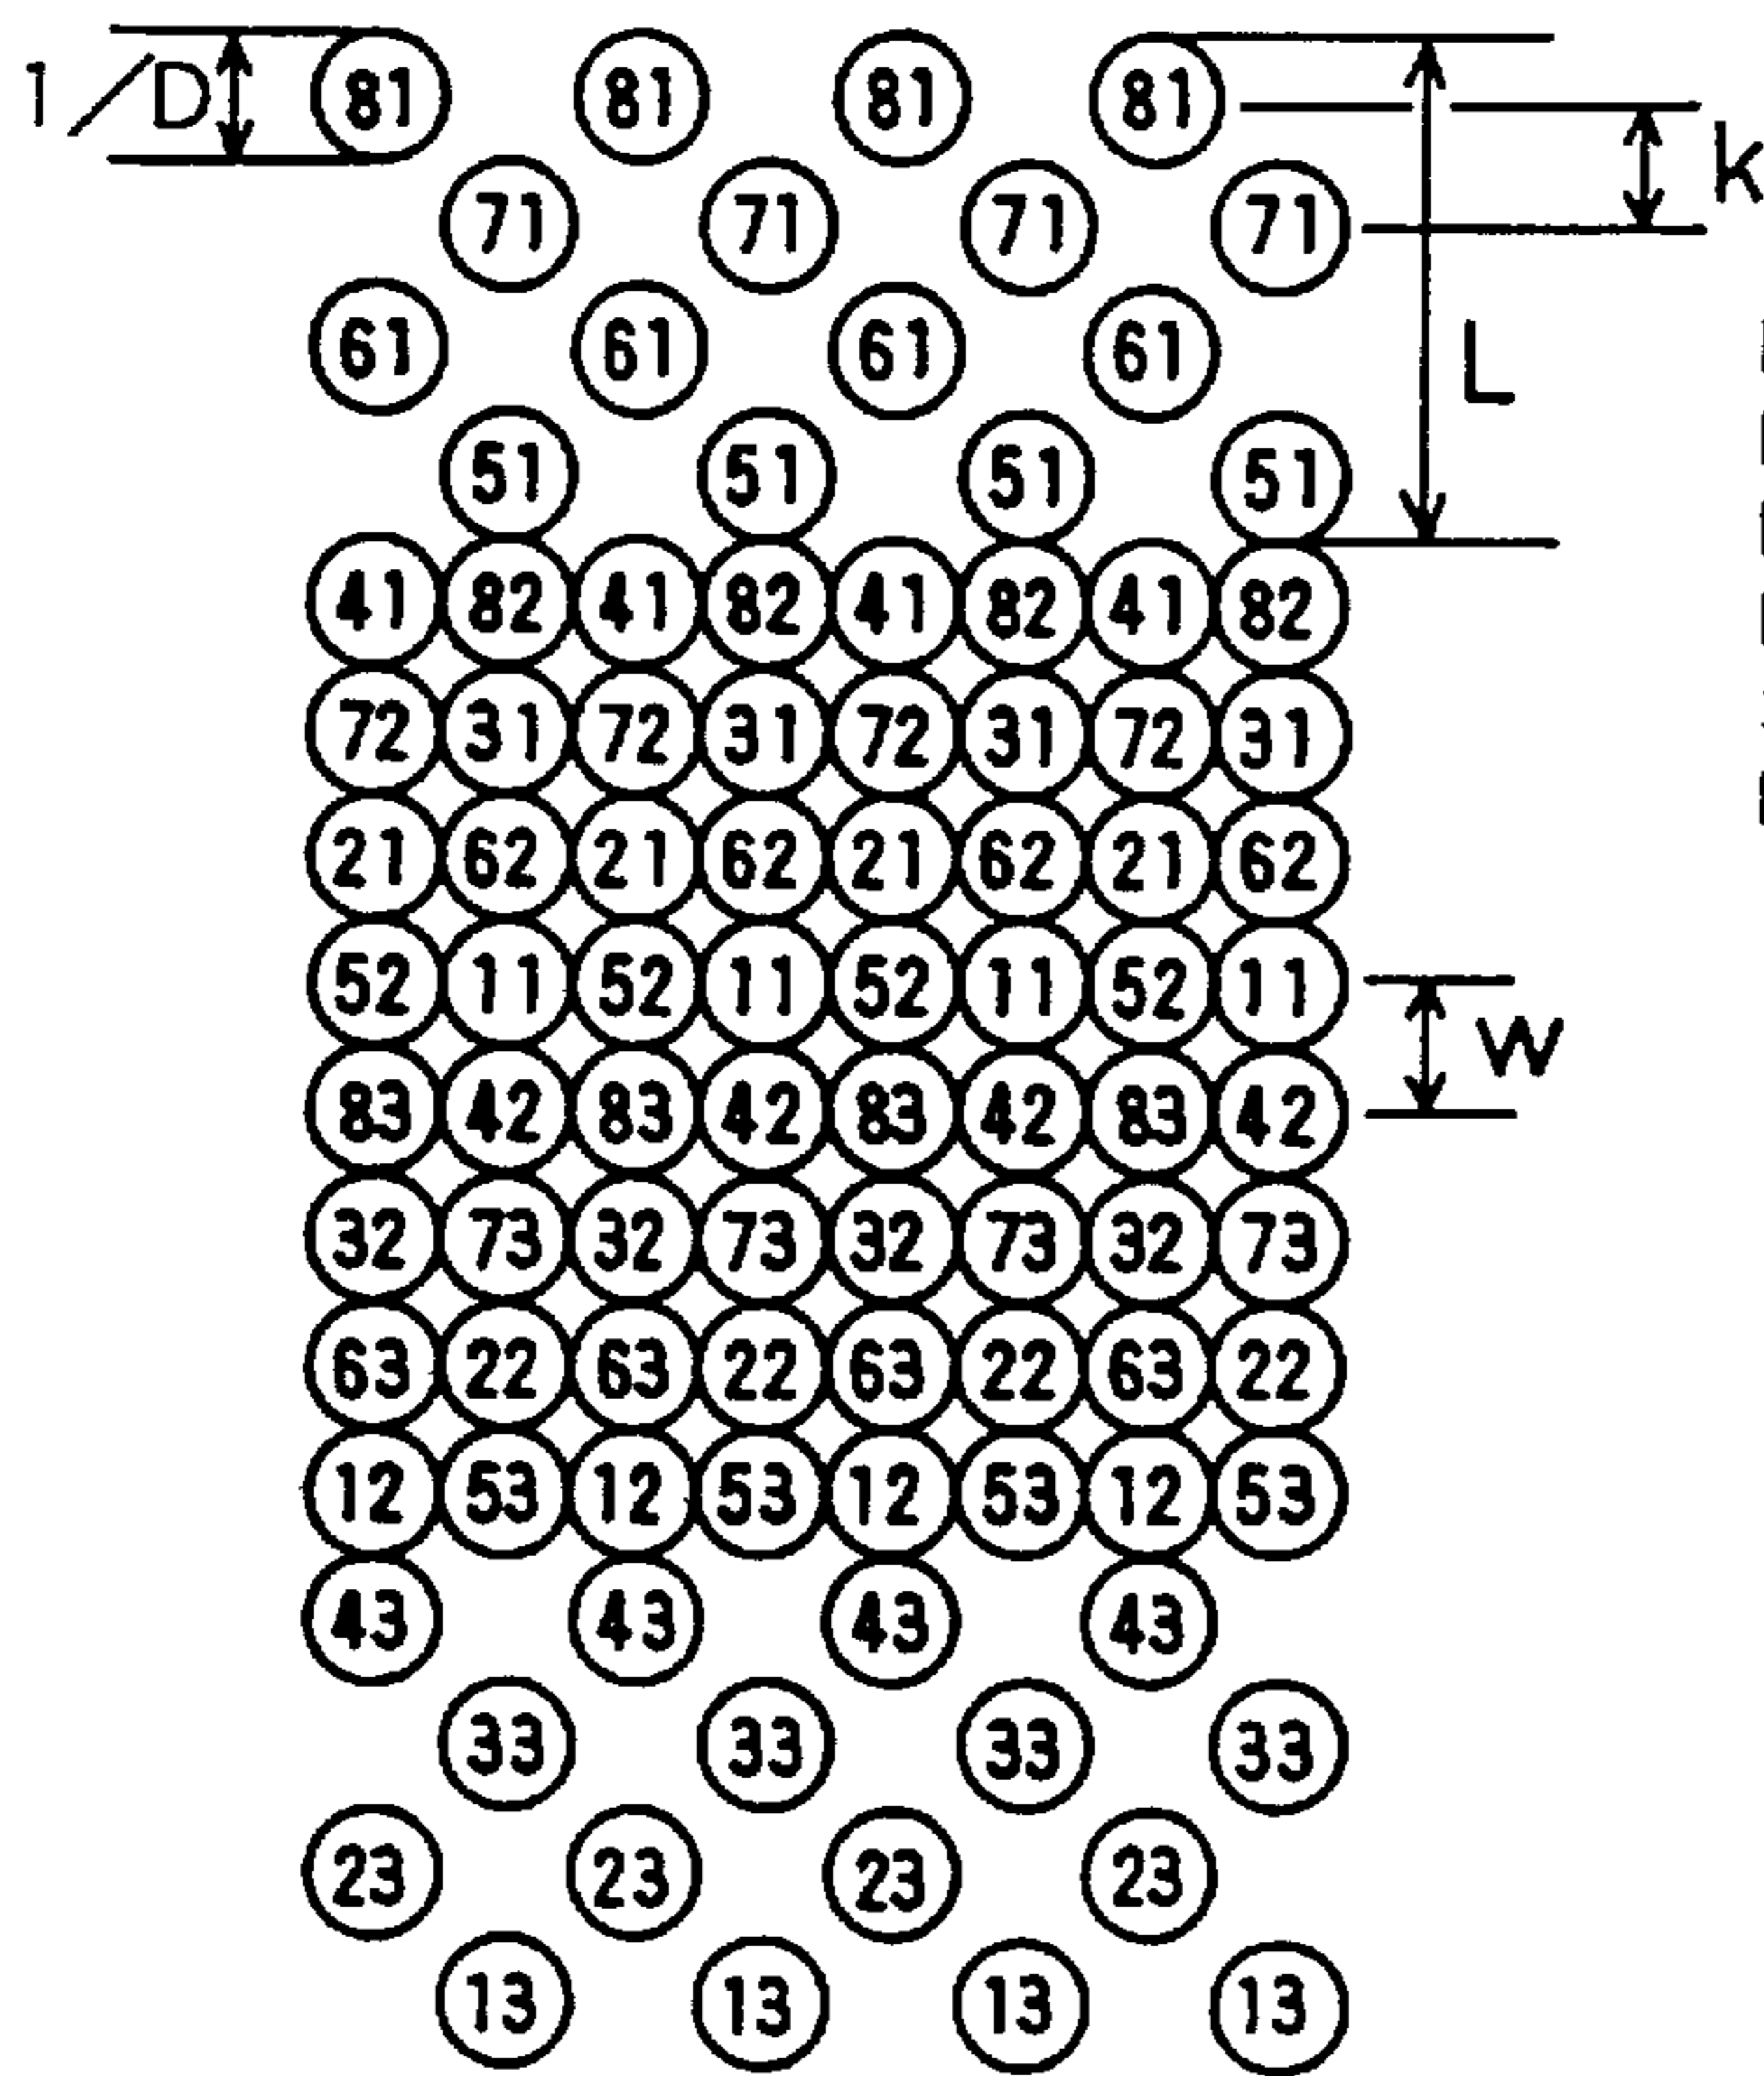 1/D 81 81 81 81
k
71 71 71 71
61 61 61 61
L
51 51 51 51
41 82 41 82 41 82 41 82
72 31 72 31 72 31 72 31
21 62 21 62 21 62 21 62
52 11 52 11 52 11 52 11
W
83 42 83 42 83 42 83 42
32 73 32 73 32 73 32 73
63 22 63 22 63 22 63 22
12 53 12 53 12 53 12 53
43 43 43 43
33 33 33 33
23 23 23 23
13 13 13 13